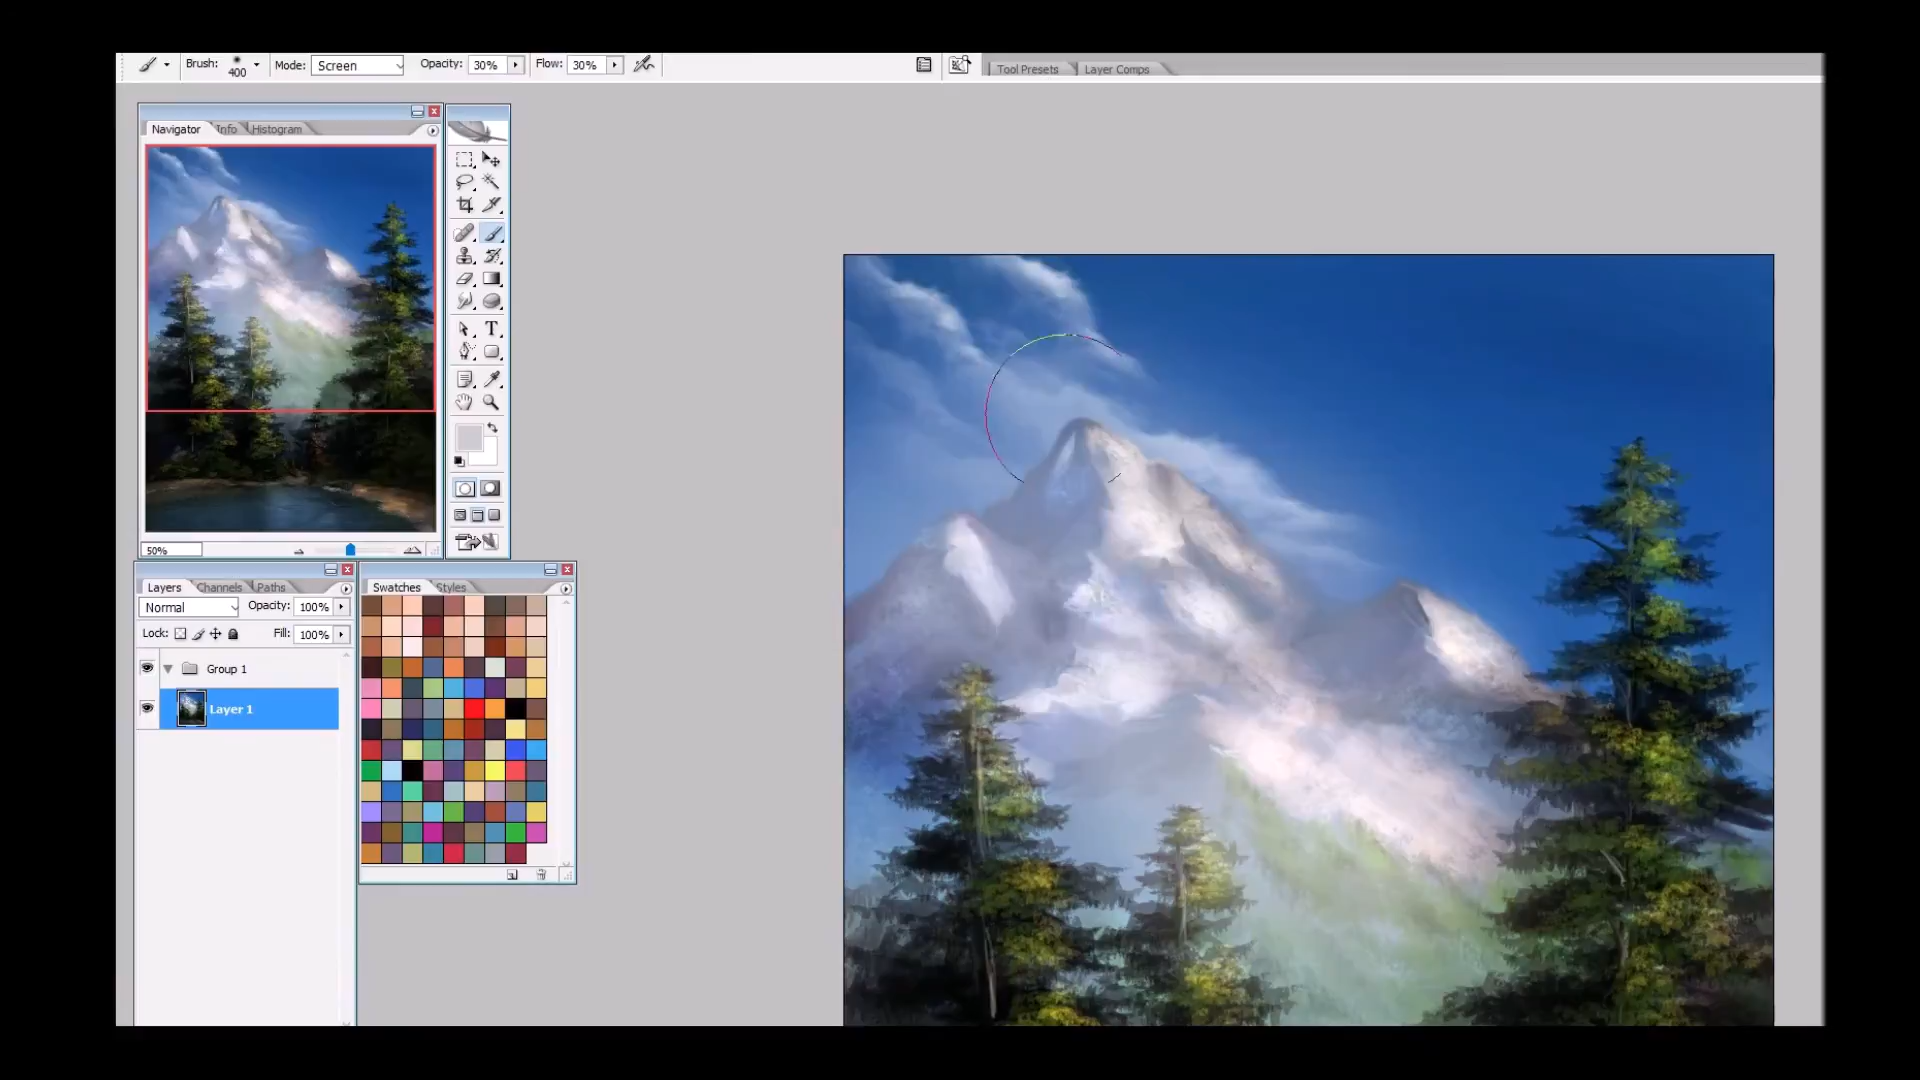 Brush: 400 Mode: Screen Opacity: 30% Flow: 30%
Tool Presets Layer Comps
Navigator Info Histogram
T
50%
Layers Channels Paths
Normal Opacity: 100%
Lock: Fill: 100%
Group 1
Layer 1
Swatches Styles